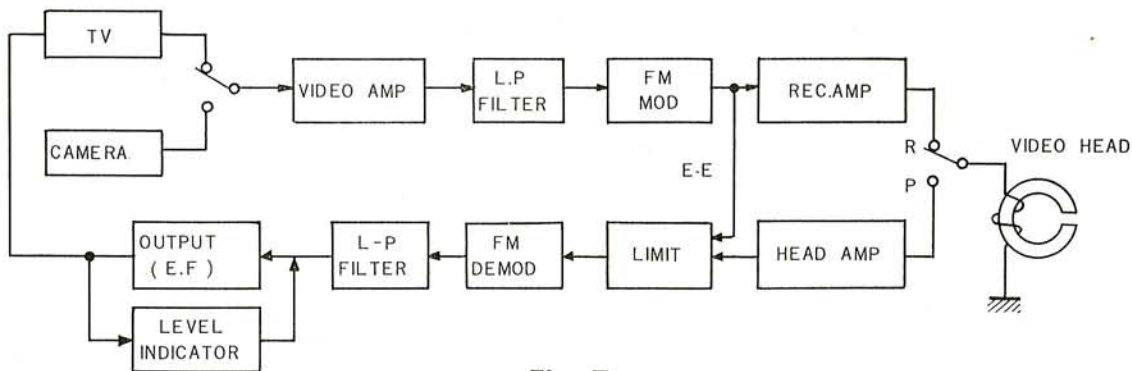 TV
CAMERA
VIDEO AMP
L.P
FILTER
FM
MOD
REC.AMP
R
P
VIDEO HEAD
E-E
OUTPUT
( E.F )
L-P
FILTER
FM
DEMOD
LIMIT
HEAD AMP
LEVEL
INDICATOR